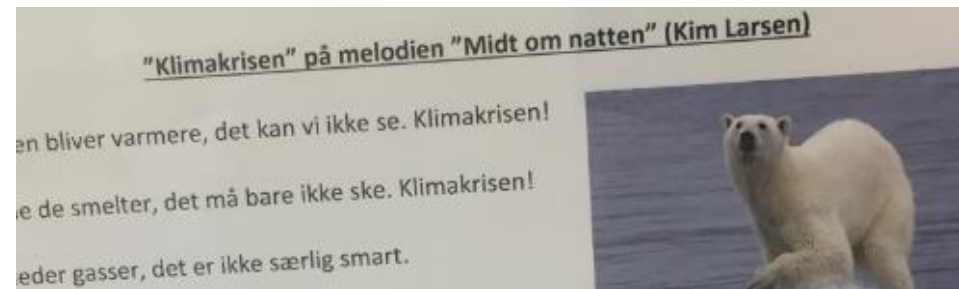 "Klimakrisen" på melodien "Midt om natten" (Kim Larsen)
en bliver varmere, det kan vi ikke se. Klimakrisen!
e de smelter, det må bare ikke ske. Klimakrisen!
eder gasser, det er ikke særlig smart.